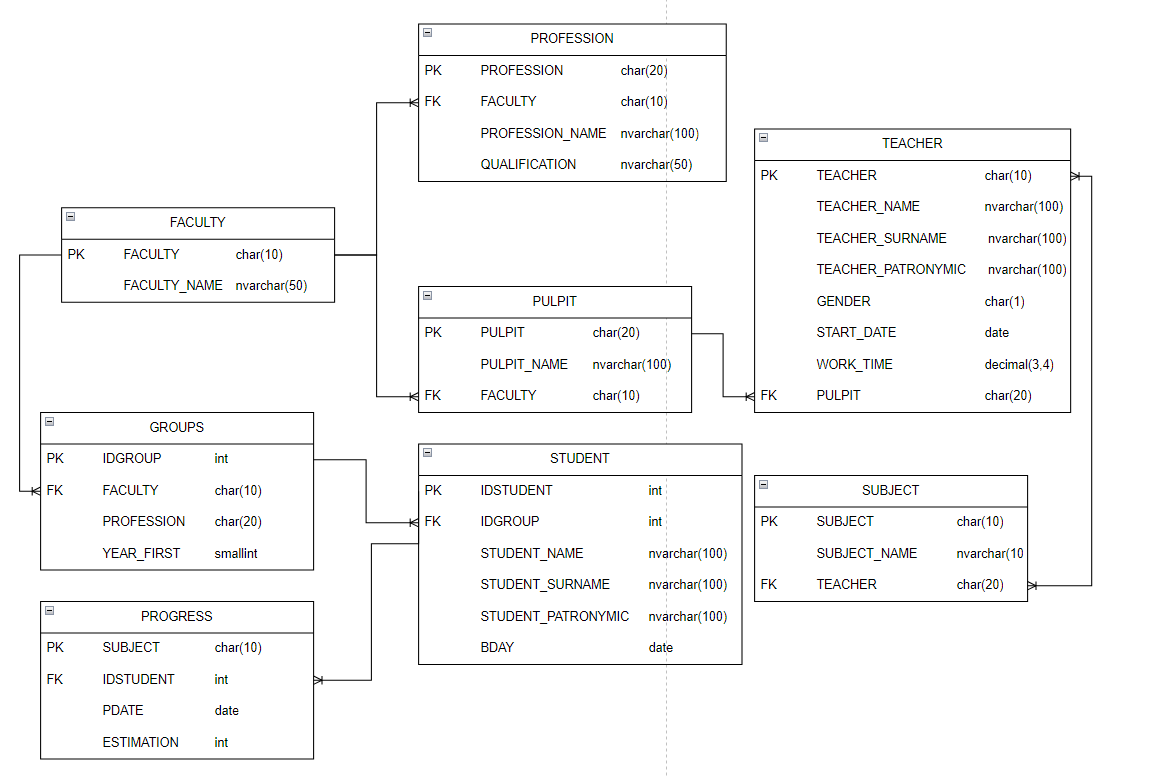 PROFESSION
PK PROFESSION char(20)
FK FACULTY char(10)
PROFESSION_NAME nvarchar(100)
QUALIFICATION nvarchar(50)
TEACHER
PK TEACHER char(10)
TEACHER_NAME nvarchar(100)
TEACHER_SURNAME nvarchar(100)
TEACHER_PATRONYMIC nvarchar(100)
GENDER char(1)
START_DATE date
WORK_TIME decimal(3,4)
FK PULPIT char(20)
FACULTY
PK FACULTY char(10)
FACULTY_NAME nvarchar(50)
PULPIT
PK PULPIT char(20)
PULPIT_NAME nvarchar(100)
FK FACULTY char(10)
GROUPS
PK IDGROUP int
FK FACULTY char(10)
PROFESSION char(20)
YEAR_FIRST smallint
STUDENT
PK IDSTUDENT int
FK IDGROUP int
STUDENT_NAME nvarchar(100)
STUDENT_SURNAME nvarchar(100)
STUDENT_PATRONYMIC nvarchar(100)
BDAY date
SUBJECT
PK SUBJECT char(10)
SUBJECT_NAME nvarchar(10
FK TEACHER char(20)
PROGRESS
PK SUBJECT char(10)
FK IDSTUDENT int
PDATE date
ESTIMATION int